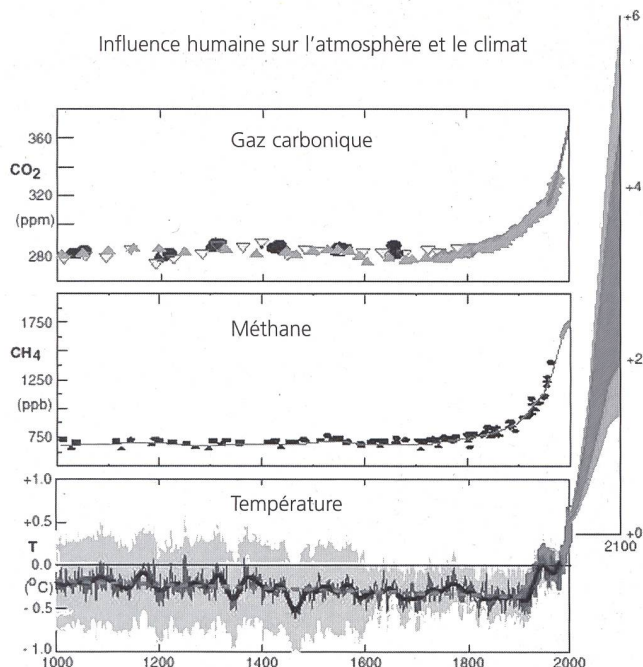 Influence humaine sur l'atmosphère et le climat
+6
+4
+2
+0
2100
Gaz carbonique
360
CO2
320
(ppm)
280
Méthane
1750
CH4
1250
(ppb)
750
Température
+1.0
+0.5
T
0.0
(°C)
- 0.5
- 1.0
1000
1200
1400
1600
1800
2000